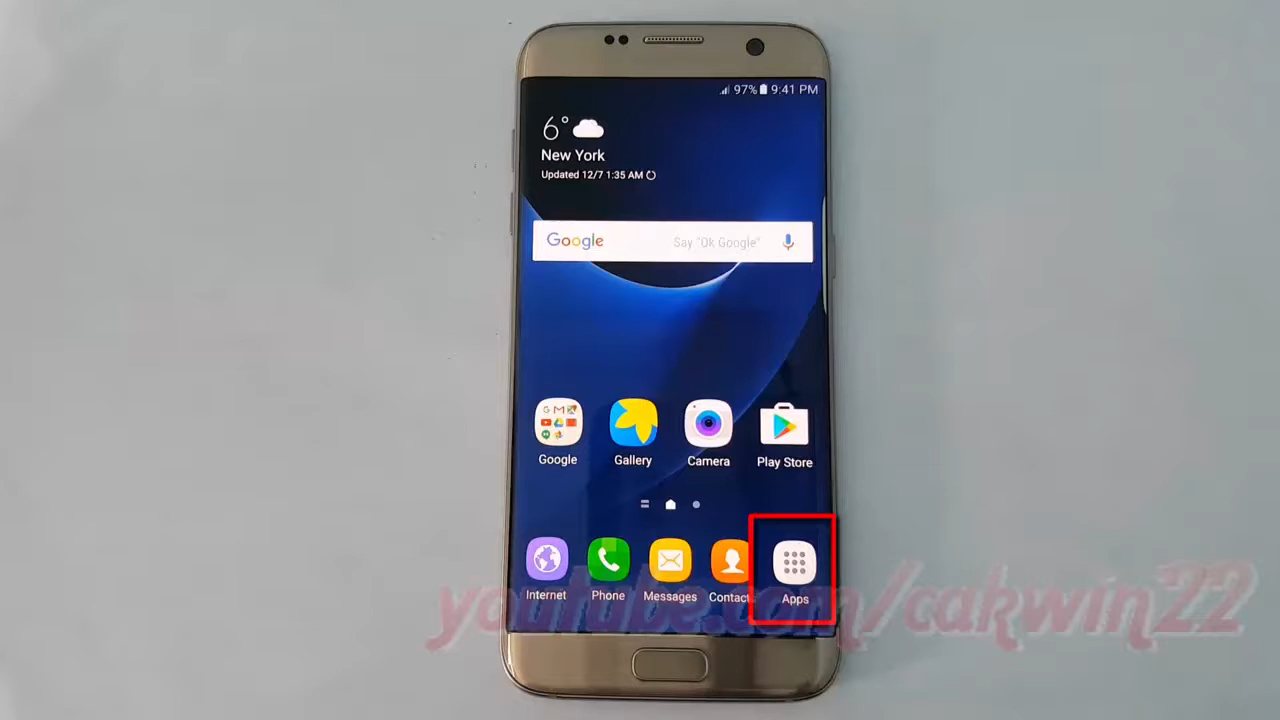 97% 9:41 PM
6°
New York
Updated 12/7 1:35 AM
Google Say "Ok Google"
Google Gallery Camera Play Store
Internet Phone Messages Contacts Apps
youtube.com/cakwin22